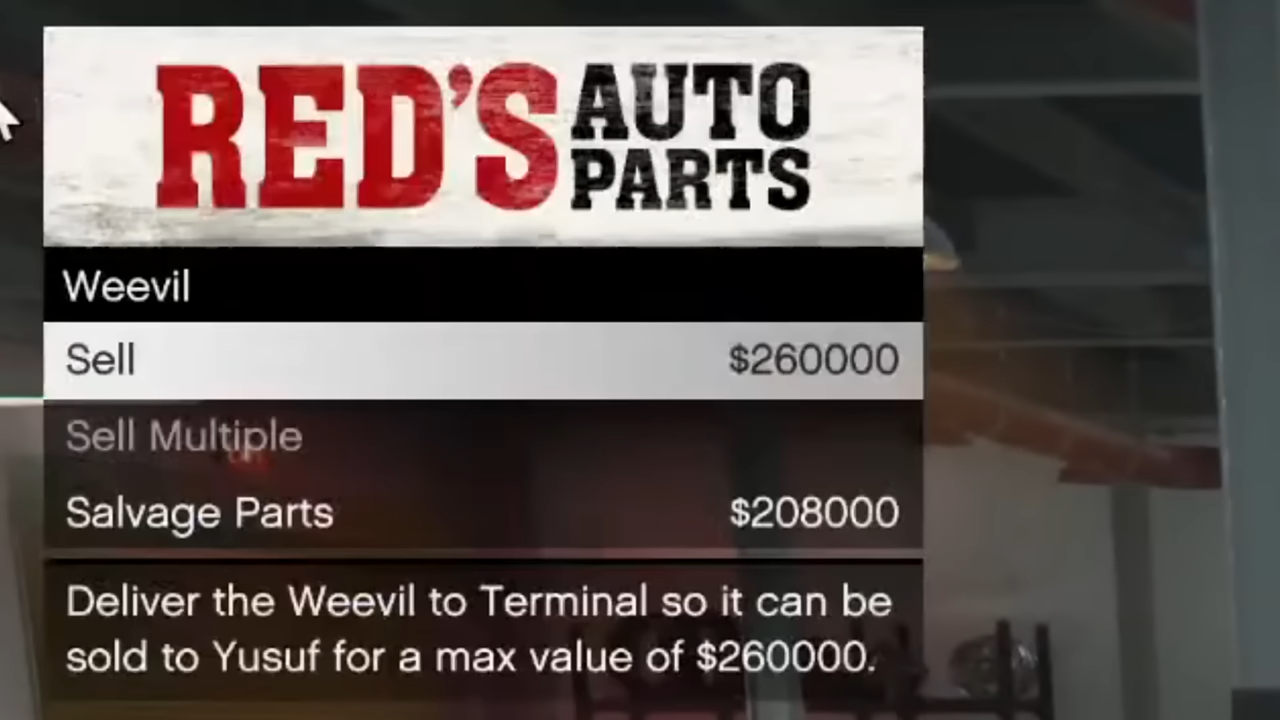 RED'S AUTO PARTS
Weevil
Sell $260000
Sell Multiple
Salvage Parts $208000
Deliver the Weevil to Terminal so it can be
sold to Yusuf for a max value of $260000.